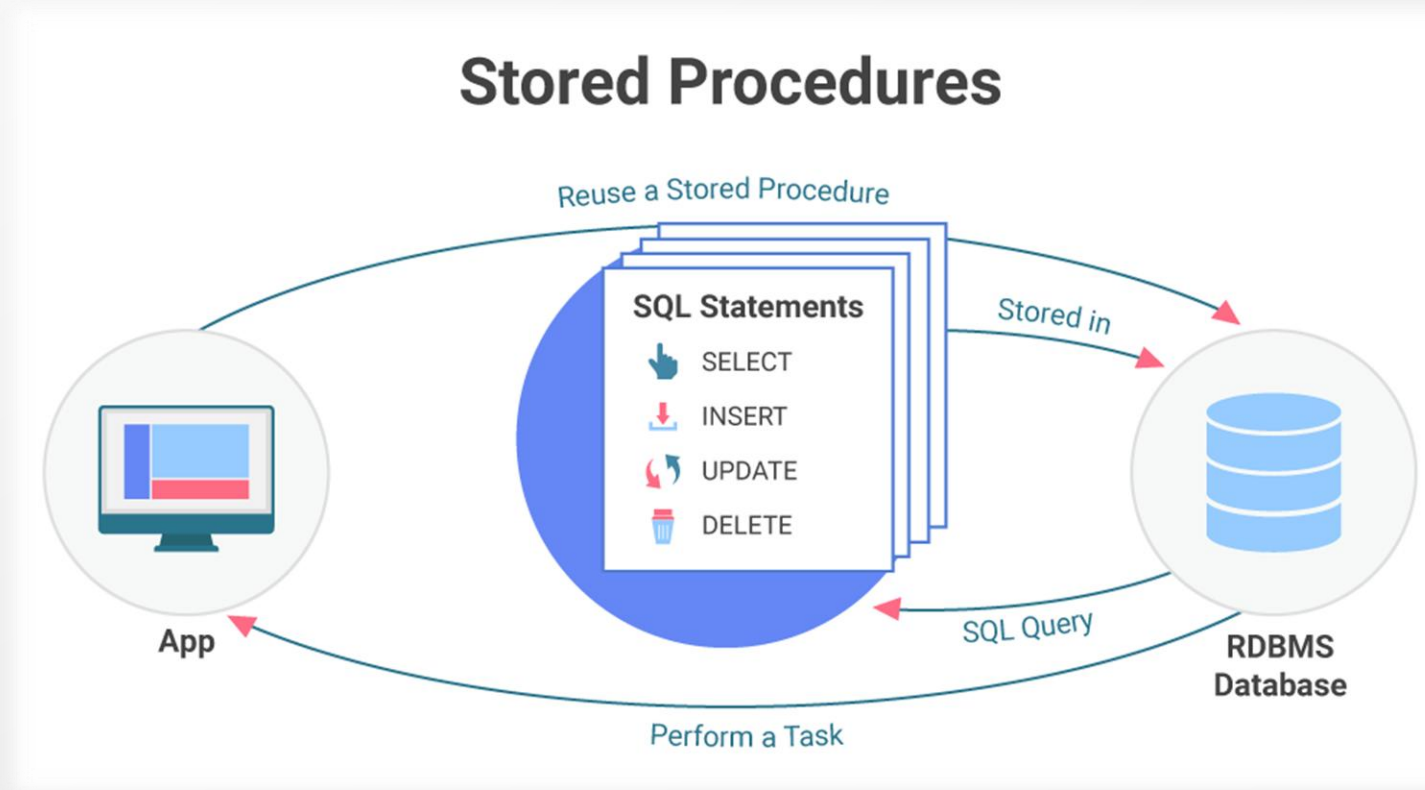 Stored Procedures
Reuse a Stored Procedure
Stored in
SQL Statements
SELECT
INSERT
UPDATE
DELETE
SQL Query
App
RDBMS
Database
Perform a Task